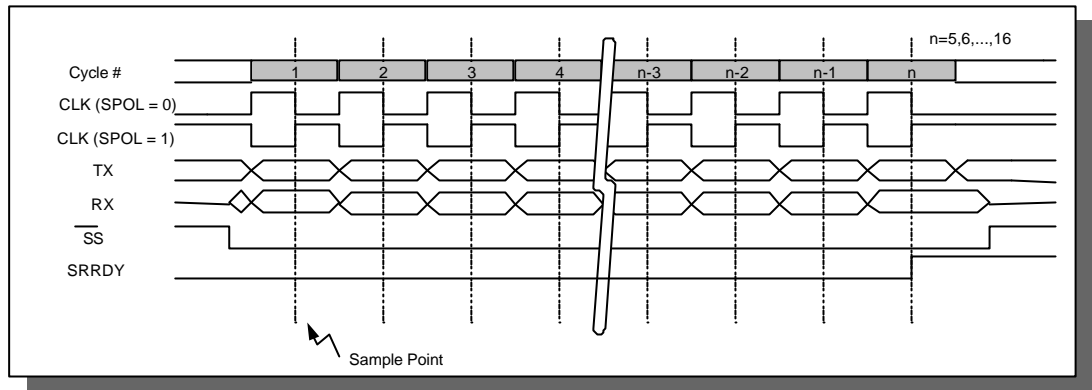 n=5,6,...,16
Cycle # 1 2 3 4 n-3 n-2 n-1 n
CLK (SPOL = 0)
CLK (SPOL = 1)
TX
RX
SS
SRRDY
Sample Point